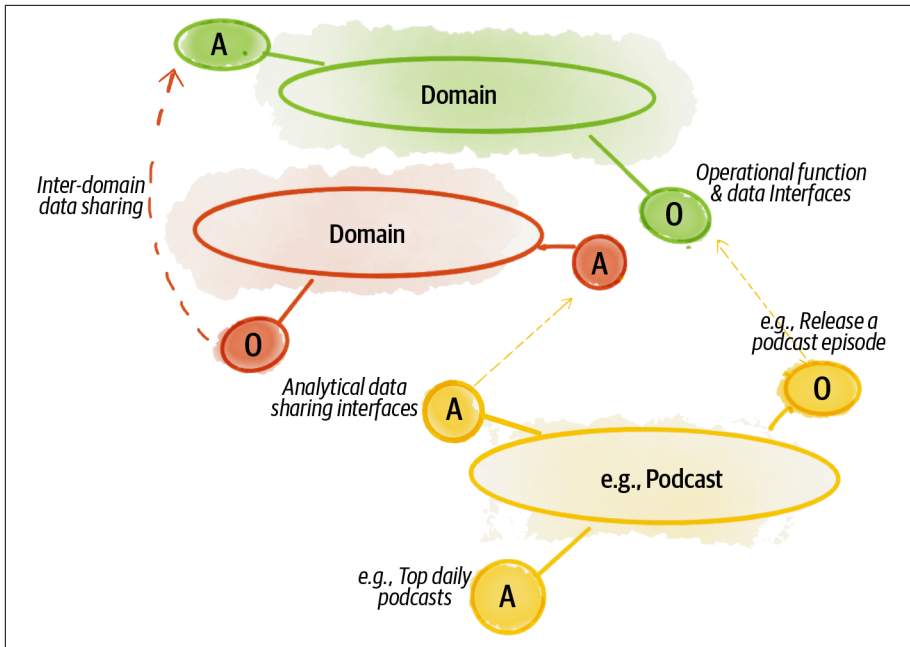 A
Domain
Inter-domain
data sharing
Operational function
& data Interfaces
O
Domain
A
O
e.g., Release a
podcast episode
Analytical data
sharing interfaces
A
O
e.g., Podcast
e.g., Top daily
podcasts
A